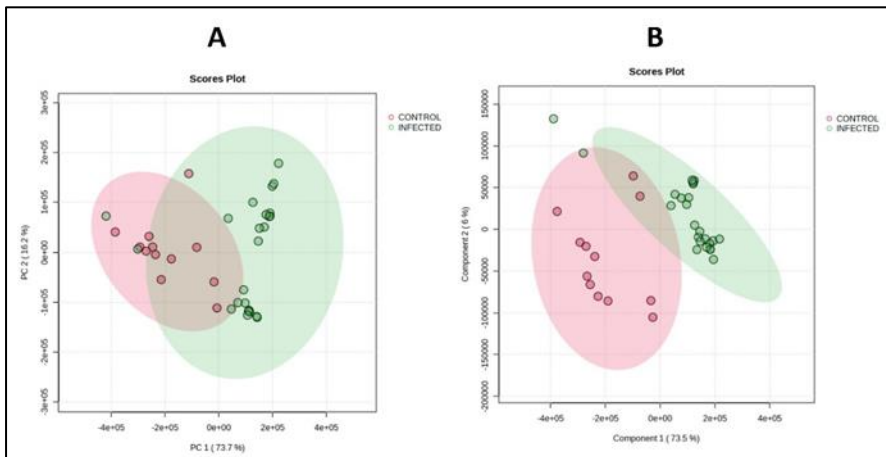 A
B
Scores Plot
CONTROL
INFECTED
PC 2 ( 16.2 %)
3e+05
2e+05
1e+05
0e+00
-1e+05
-2e+05
-3e+05
-4e+05
-2e+05
0e+00
2e+05
4e+05
PC 1 ( 73.7 %)
Scores Plot
CONTROL
INFECTED
Component 2 ( 6 %)
150000
100000
50000
0
-50000
-100000
-150000
-200000
-4e+05
-2e+05
0e+00
2e+05
4e+05
Component 1 ( 73.5 %)